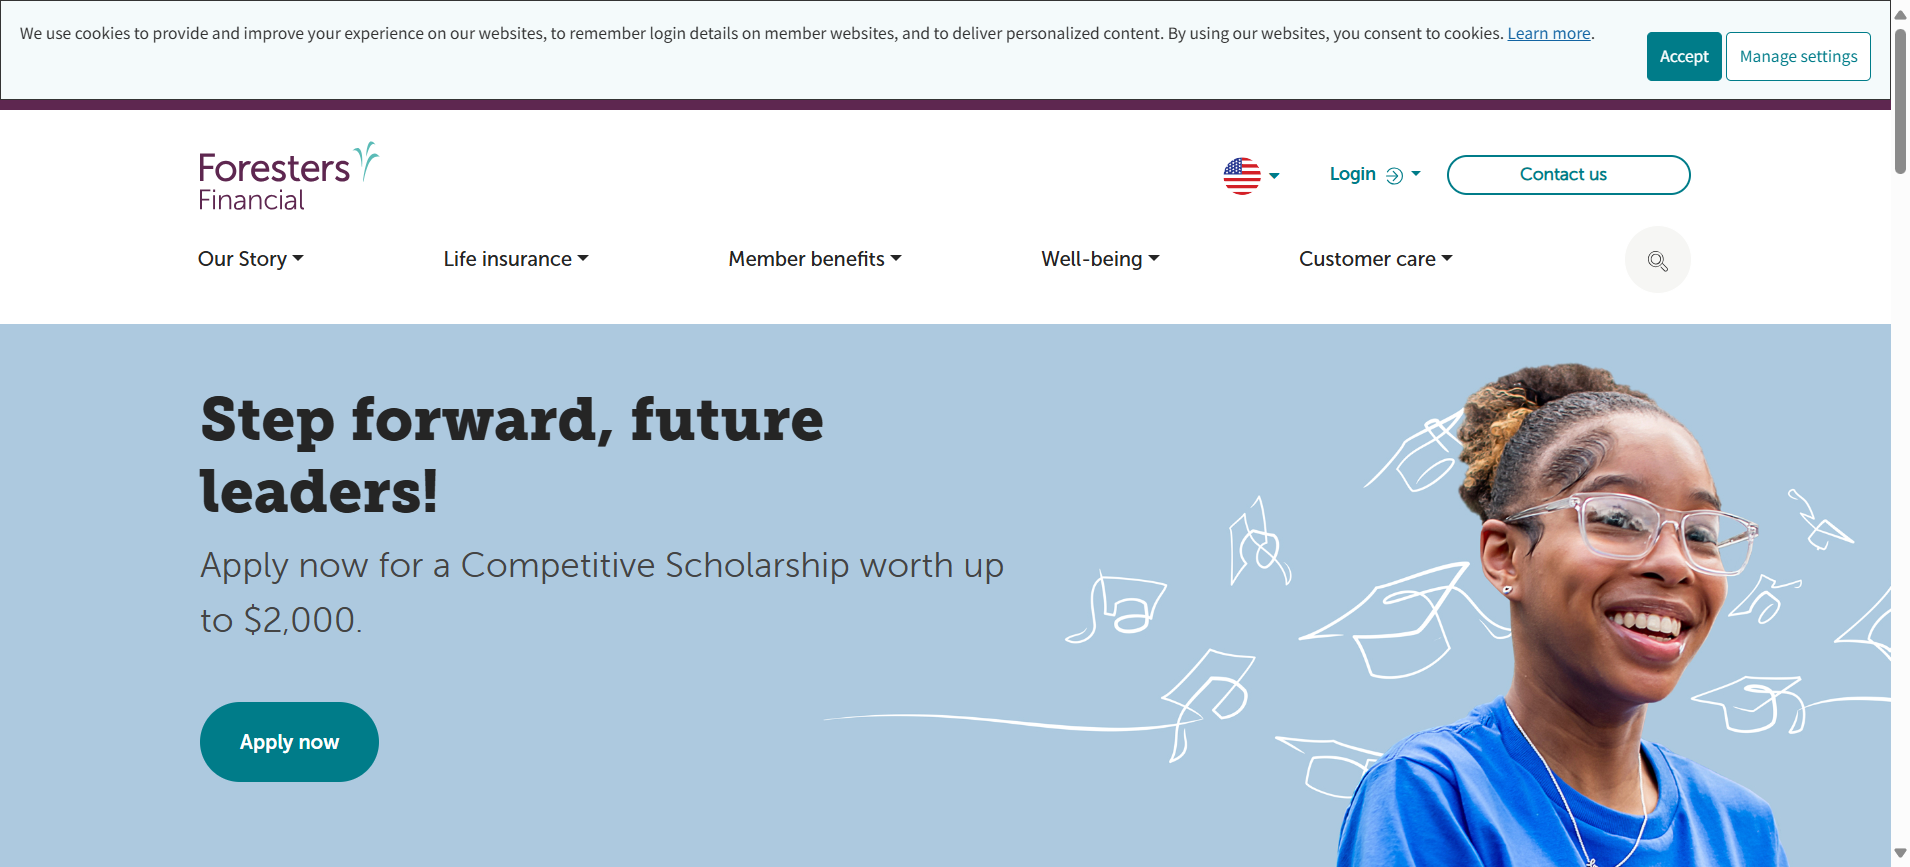 We use cookies to provide and improve your experience on our websites, to remember login details on member websites, and to deliver personalized content. By using our websites, you consent to cookies. Learn more.
Accept
Manage settings
Foresters
Financial
Login
Contact us
Our Story
Life insurance
Member benefits
Well-being
Customer care
Step forward, future
leaders!
Apply now for a Competitive Scholarship worth up
to $2,000.
Apply now